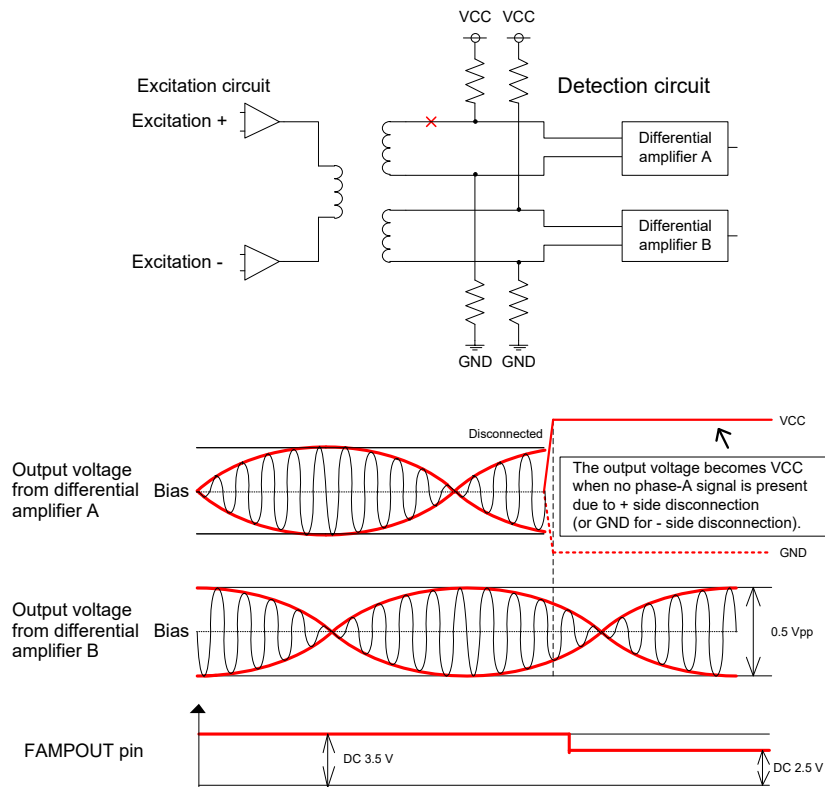 VCC VCC
Excitation circuit
Detection circuit
Excitation +
Differential
amplifier A
Differential
amplifier B
Excitation -
GND GND
Disconnected
VCC
Output voltage
from differential
amplifier A
Bias
The output voltage becomes VCC
when no phase-A signal is present
due to + side disconnection
(or GND for - side disconnection).
GND
Output voltage
from differential
amplifier B
Bias
0.5 Vpp
FAMPOUT pin
DC 3.5 V
DC 2.5 V